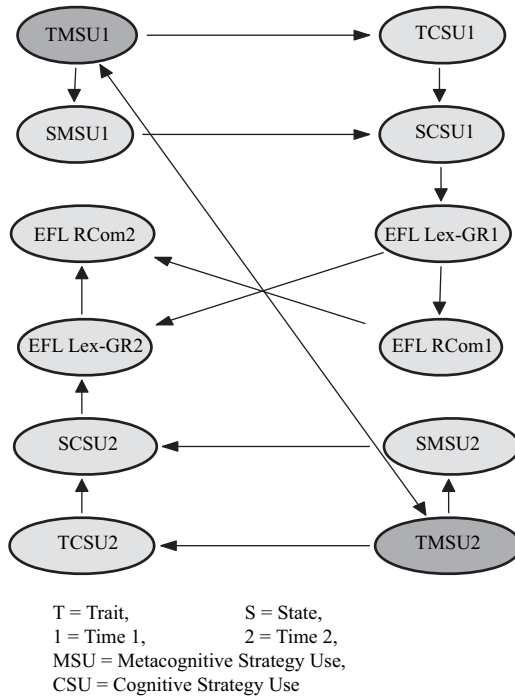 TMSU1 TCSU1
SMSU1 SCSU1
EFL RCom2 EFL Lex-GR1
EFL Lex-GR2 EFL RCom1
SCSU2 SMSU2
TCSU2 TMSU2
T = Trait, S = State,
1 = Time 1, 2 = Time 2,
MSU = Metacognitive Strategy Use,
CSU = Cognitive Strategy Use